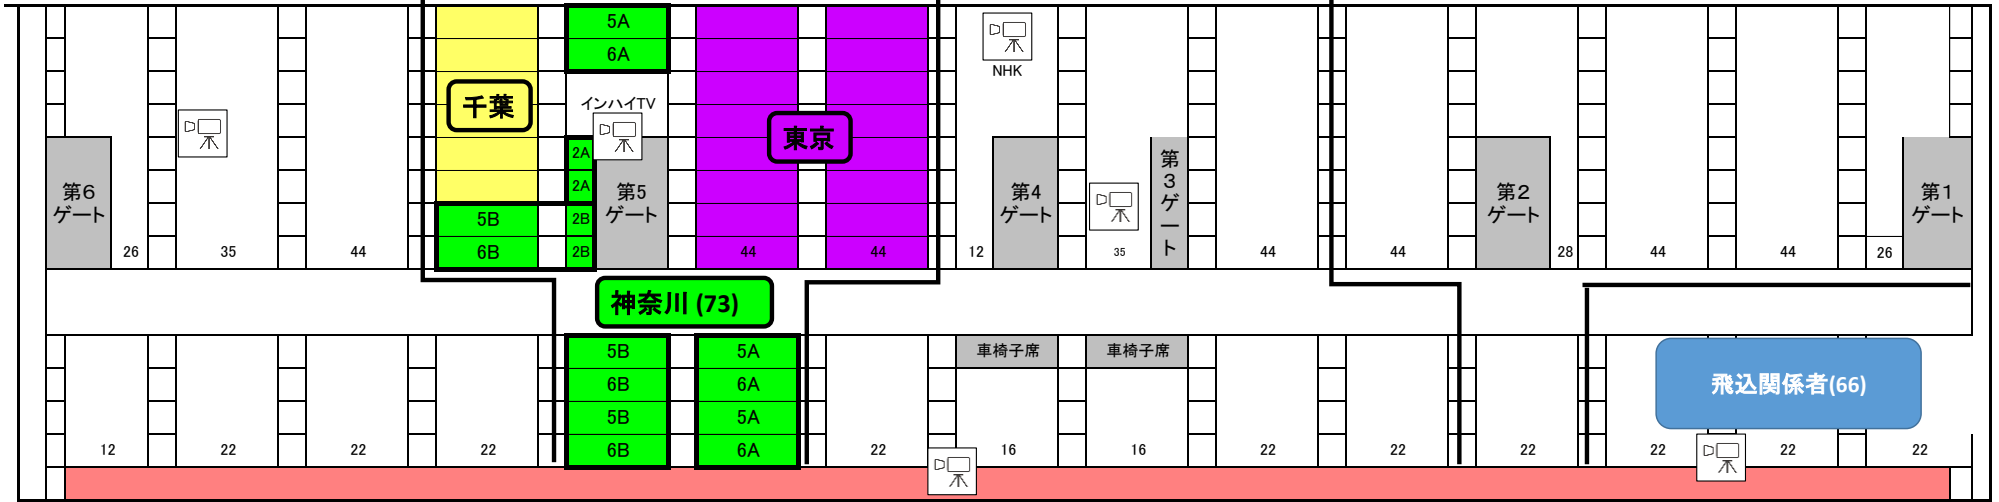 5A
6A
NHK
千葉
インハイTV
東京
2A
2A
第6
ゲート
第5
ゲート
第4
ゲート
第3ゲート
第2
ゲート
第1
ゲート
5B
2B
6B
2B
26
35
44
44
44
12
35
44
44
28
44
44
26
神奈川 (73)
5B
5A
車椅子席
車椅子席
6B
6A
飛込関係者(66)
5B
5A
6B
6A
12
22
22
22
22
16
16
22
22
22
22
22
22